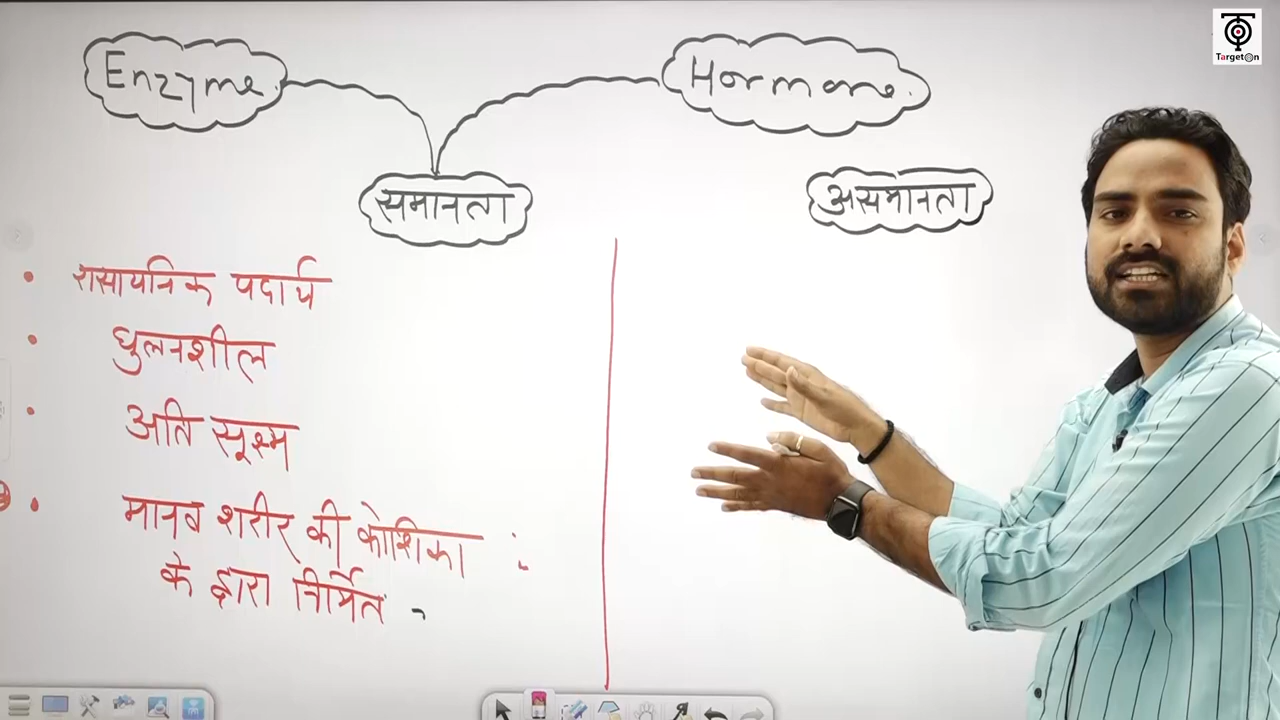 TargetOn
Enzyme.
Hormone.
समानता
असमानता
रासायनिक पदार्थ
घुलनशील
अति सूक्ष्म
मानव शरीर की कोशिका
के द्वारा निर्मित